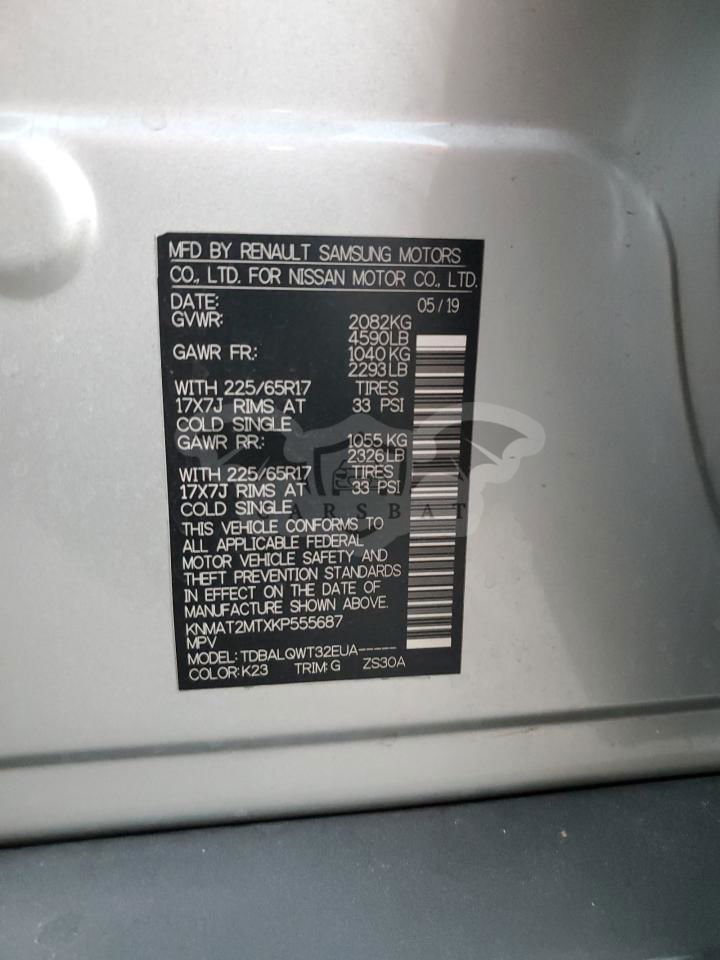 MFD BY RENAULT SAMSUNG MOTORS
CO., LTD. FOR NISSAN MOTOR CO., LTD.
DATE: 05/19
GVWR: 2082KG
4590LB
GAWR FR: 1040 KG
2293 LB
WITH 225/65R17 TIRES
17X7J RIMS AT 33 PSI
COLD SINGLE
GAWR RR: 1055 KG
2326LB
WITH 225/65R17 TIRES
17X7J RIMS AT 33 PSI
COLD SINGLE
THIS VEHICLE CONFORMS TO
ALL APPLICABLE FEDERAL
MOTOR VEHICLE SAFETY AND
THEFT PREVENTION STANDARDS
IN EFFECT ON THE DATE OF
MANUFACTURE SHOWN ABOVE.
KNMAT2MTXKP555687
MPV
MODEL: TDBALQWT32EUA-----
COLOR: K23 TRIM: G ZS30A
CARSBAT